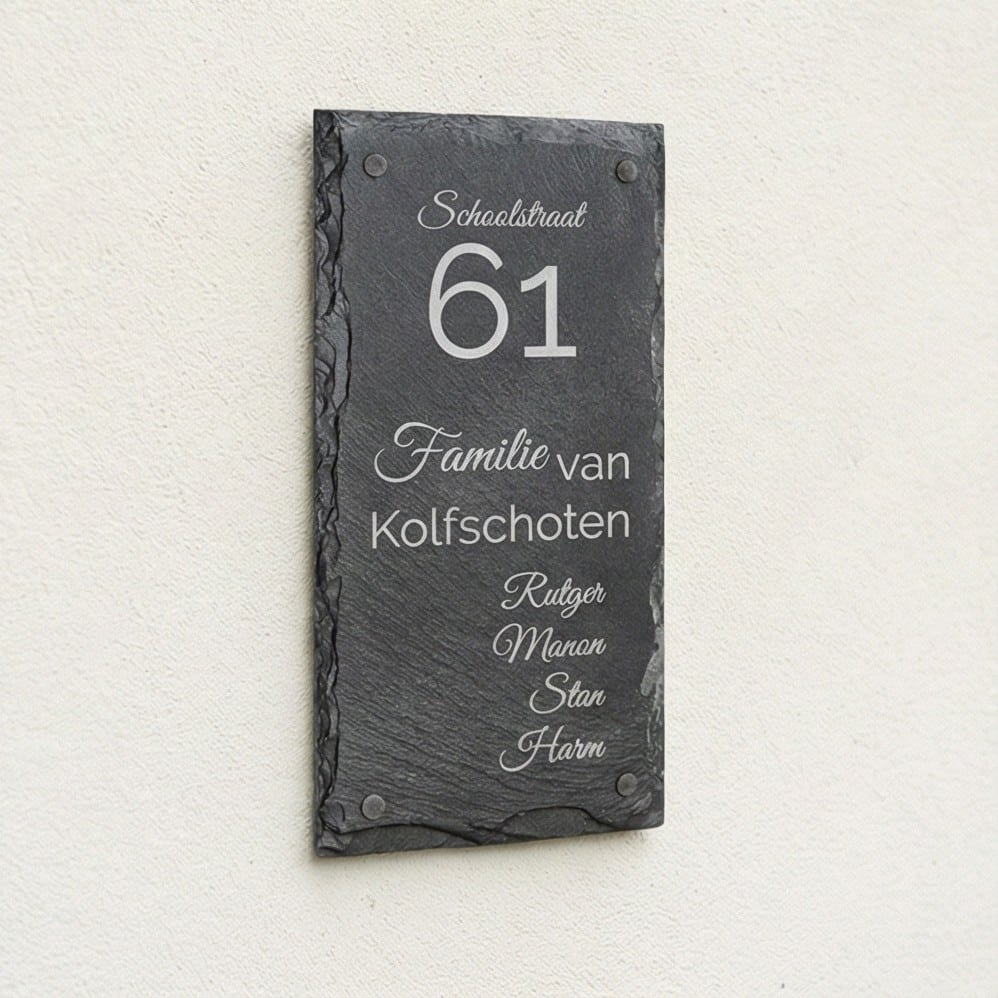 Schoolstraat
61
Familie van
Kolfschoten
Rutger
Manon
Stan
Harm